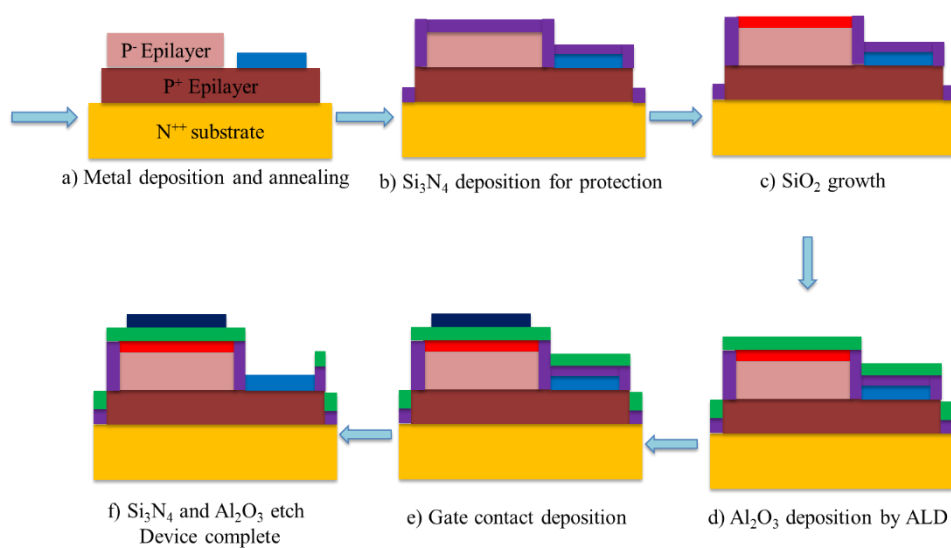 P⁻ Epilayer
P⁺ Epilayer
N⁺⁺ substrate
a) Metal deposition and annealing
b) Si₃N₄ deposition for protection
c) SiO₂ growth
d) Al₂O₃ deposition by ALD
e) Gate contact deposition
f) Si₃N₄ and Al₂O₃ etch
Device complete